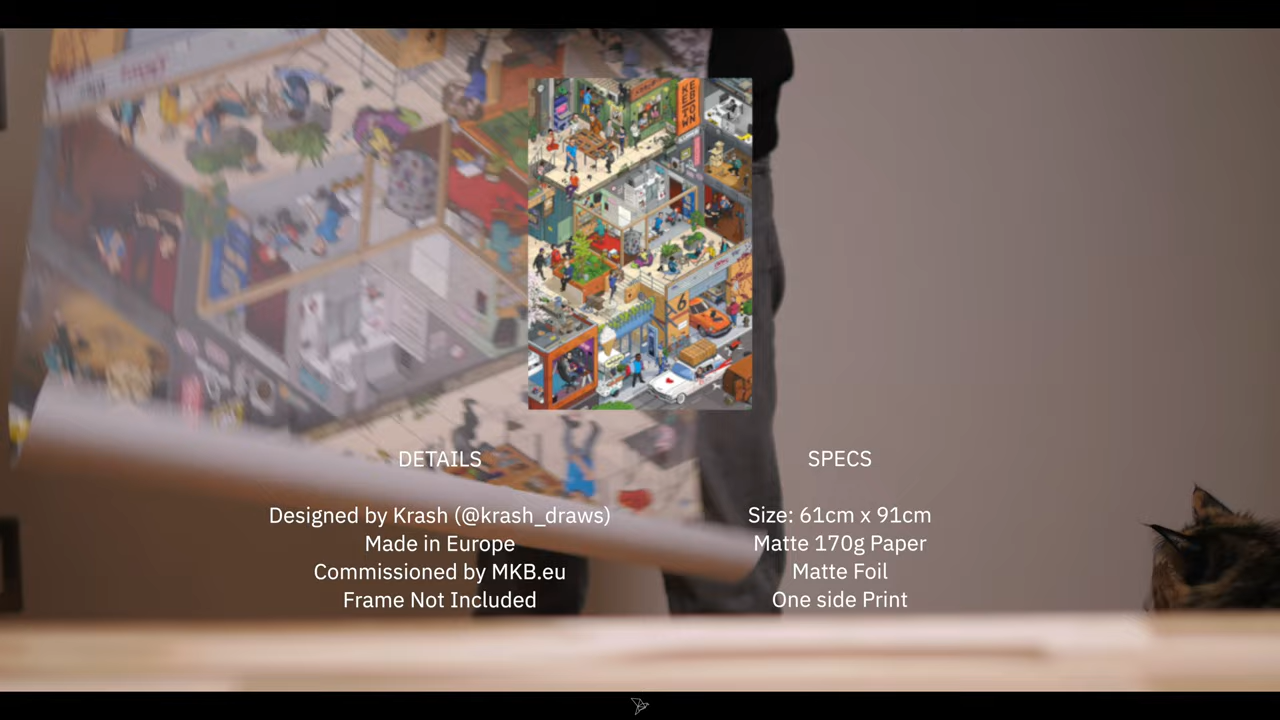 DETAILS
Designed by Krash (@krash_draws)
Made in Europe
Commissioned by MKB.eu
Frame Not Included
SPECS
Size: 61cm x 91cm
Matte 170g Paper
Matte Foil
One side Print
6